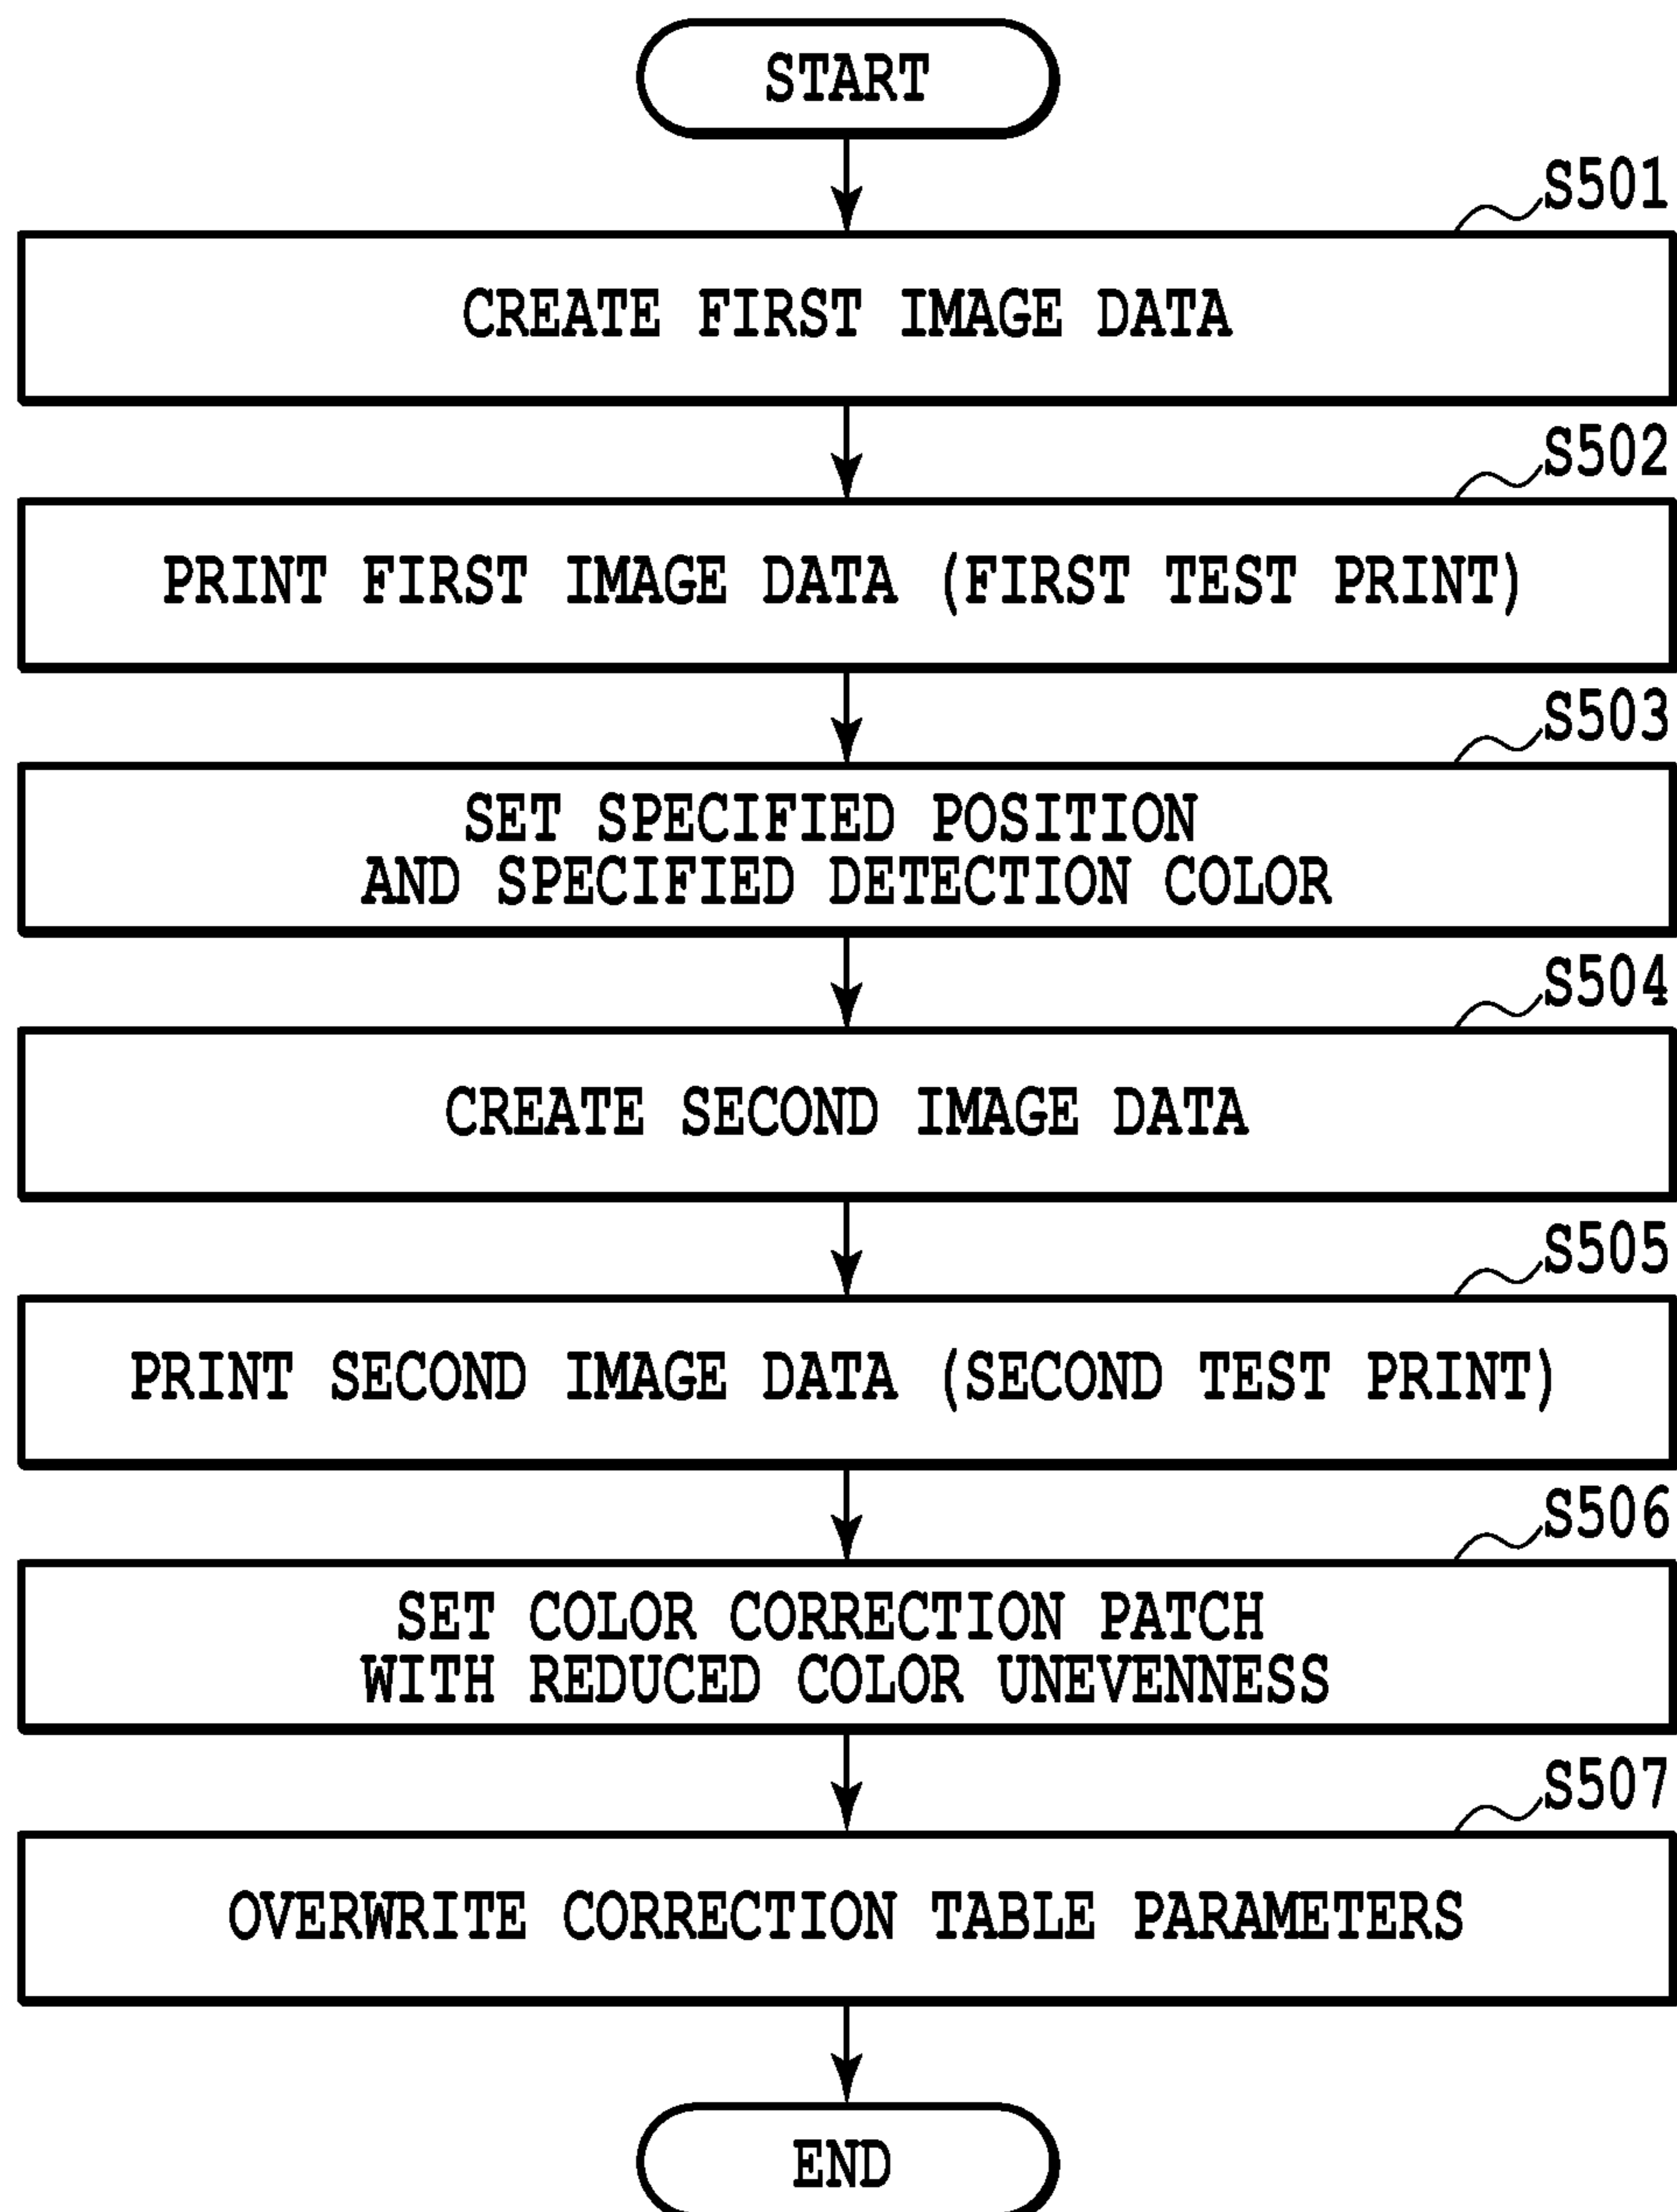 START
S501
CREATE FIRST IMAGE DATA
S502
PRINT FIRST IMAGE DATA (FIRST TEST PRINT)
S503
SET SPECIFIED POSITION
AND SPECIFIED DETECTION COLOR
S504
CREATE SECOND IMAGE DATA
S505
PRINT SECOND IMAGE DATA (SECOND TEST PRINT)
S506
SET COLOR CORRECTION PATCH
WITH REDUCED COLOR UNEVENNESS
S507
OVERWRITE CORRECTION TABLE PARAMETERS
END